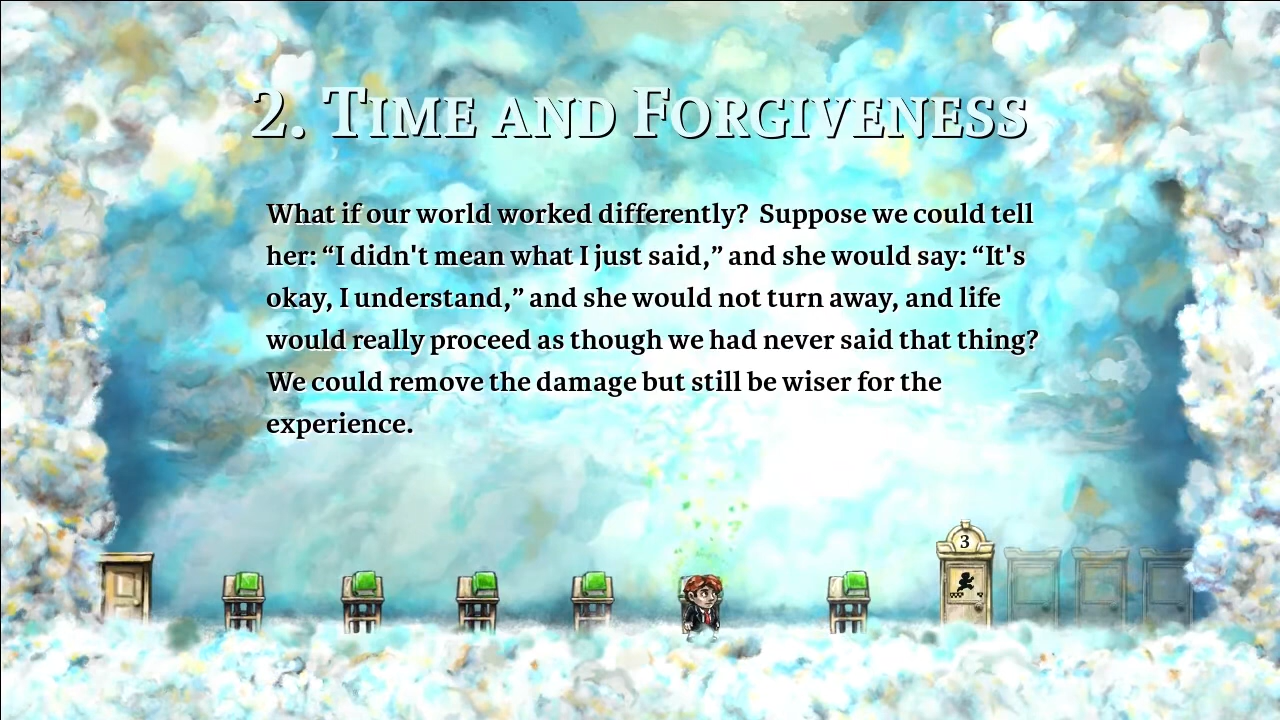 2. Time and Forgiveness
What if our world worked differently?  Suppose we could tell
her: “I didn't mean what I just said,” and she would say: “It's
okay, I understand,” and she would not turn away, and life
would really proceed as though we had never said that thing?
We could remove the damage but still be wiser for the
experience.
3